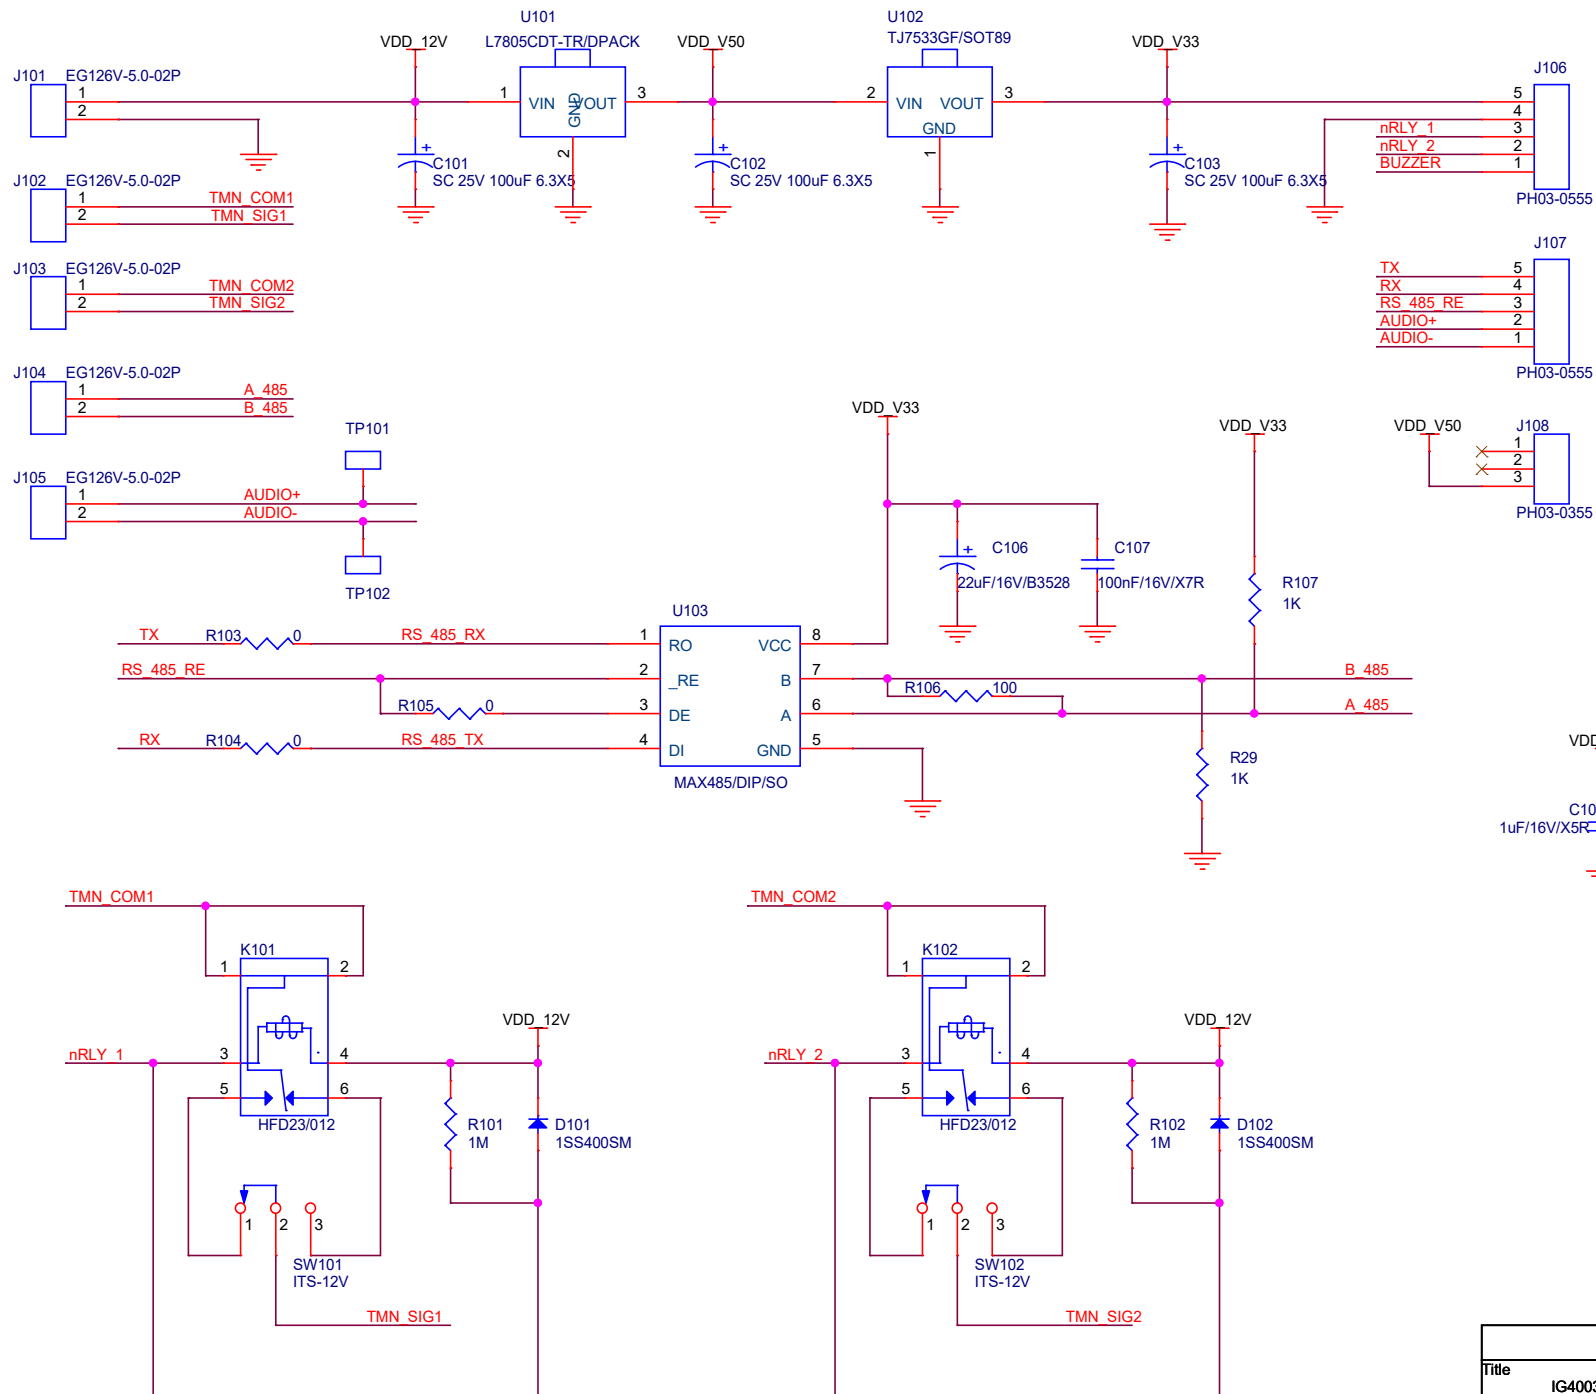 U101
L7805CDT-TR/DPACK
VDD_12V
VDD_V50
U102
TJ7533GF/SOT89
VDD_V33
J101 EG126V-5.0-02P
1
2
1 VIN VOUT 3
GND
2
2 VIN VOUT 3
GND
1
C101
SC 25V 100uF 6.3X5
C102
SC 25V 100uF 6.3X5
C103
SC 25V 100uF 6.3X5
J106
5
4
nRLY_1 3
nRLY_2 2
BUZZER 1
PH03-0555
J102 EG126V-5.0-02P
1 TMN_COM1
2 TMN_SIG1
J103 EG126V-5.0-02P
1 TMN_COM2
2 TMN_SIG2
J107
TX 5
RX 4
RS_485_RE 3
AUDIO+ 2
AUDIO- 1
PH03-0555
J104 EG126V-5.0-02P
1 A_485
2 B_485
J105 EG126V-5.0-02P
1 AUDIO+
2 AUDIO-
TP101
TP102
VDD_V33
VDD_V33
VDD_V50
J108
1
2
3
PH03-0355
C106
22uF/16V/B3528
C107
100nF/16V/X7R
R107
1K
U103
TX R103 0 RS_485_RX 1 RO VCC 8
RS_485_RE 2 _RE B 7 B_485
R105 0 3 DE A 6 A_485
R106 100
RX R104 0 RS_485_TX 4 DI GND 5
MAX485/DIP/SO
R29
1K
VDD
C10
1uF/16V/X5R
TMN_COM1
K101
1 2
nRLY_1 3 4
5 6
HFD23/012
VDD_12V
R101
1M
D101
1SS400SM
1 2 3
SW101
ITS-12V
TMN_SIG1
TMN_COM2
K102
1 2
nRLY_2 3 4
5 6
HFD23/012
VDD_12V
R102
1M
D102
1SS400SM
1 2 3
SW102
ITS-12V
TMN_SIG2
Title
IG4003